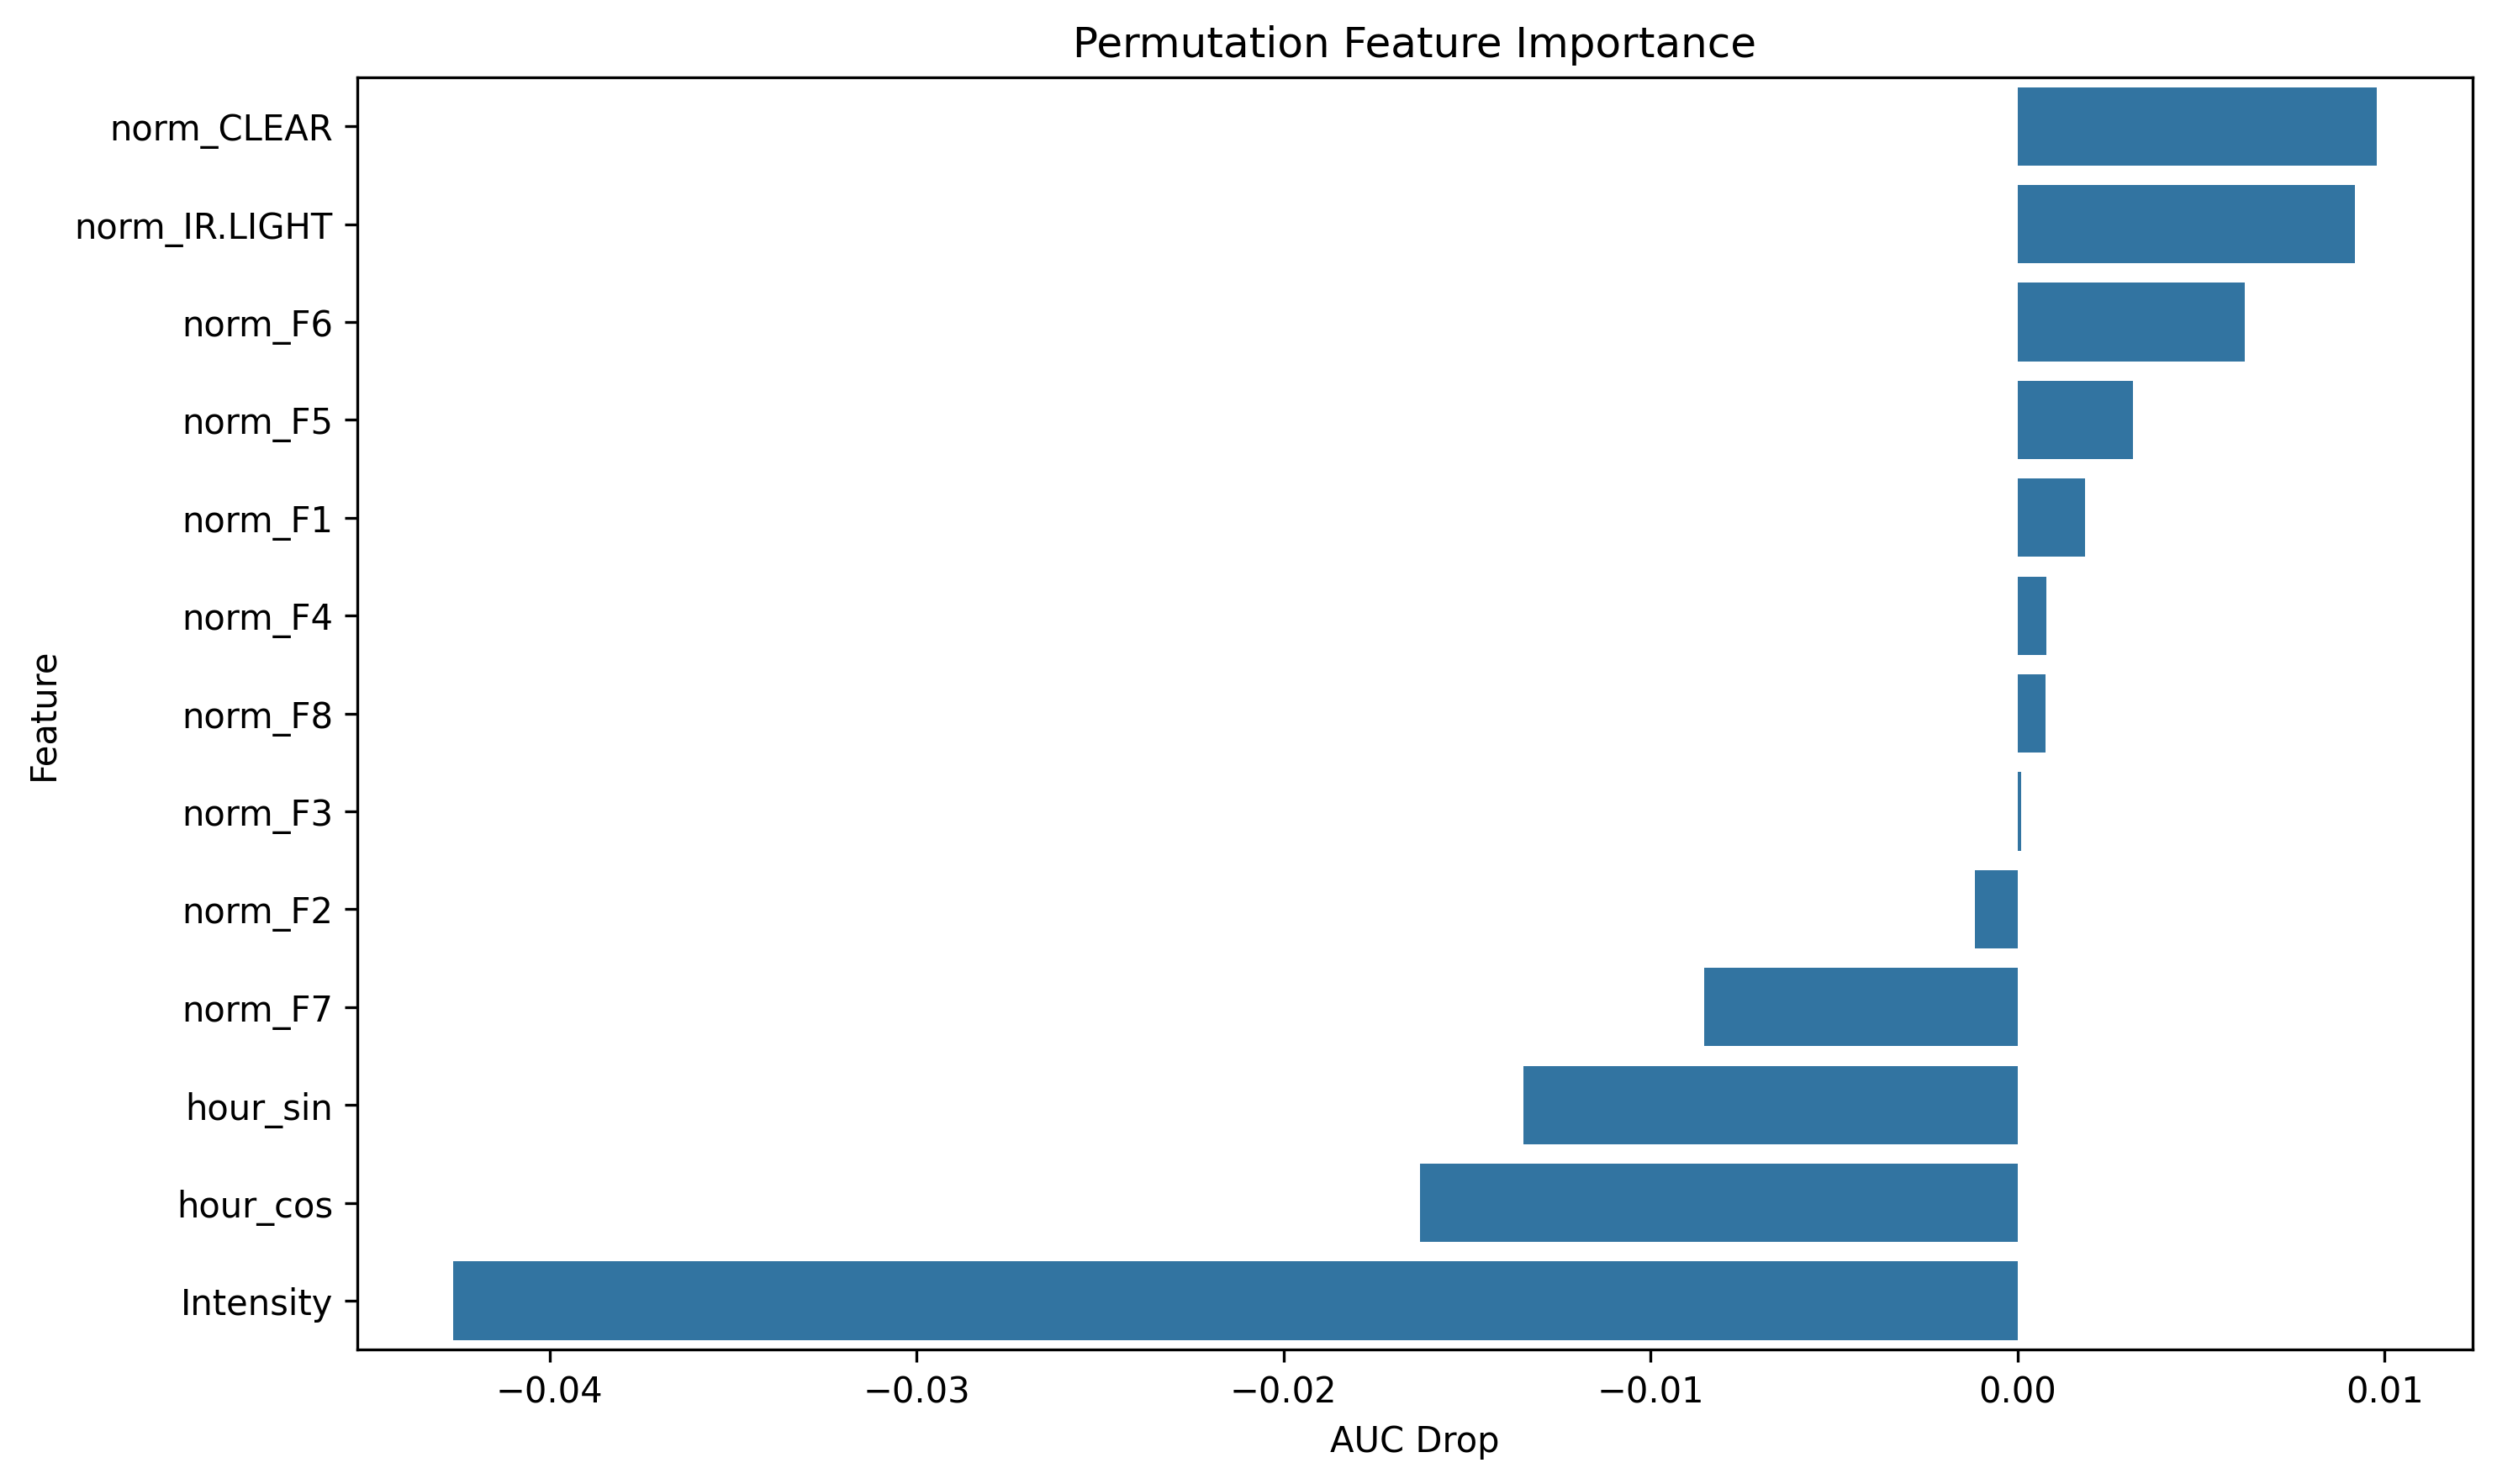 Permutation Feature Importance
norm_CLEAR
norm_IR.LIGHT
norm_F6
norm_F5
norm_F1
norm_F4
norm_F8
norm_F3
norm_F2
norm_F7
hour_sin
hour_cos
Intensity
Feature
−0.04
−0.03
−0.02
−0.01
0.00
0.01
AUC Drop